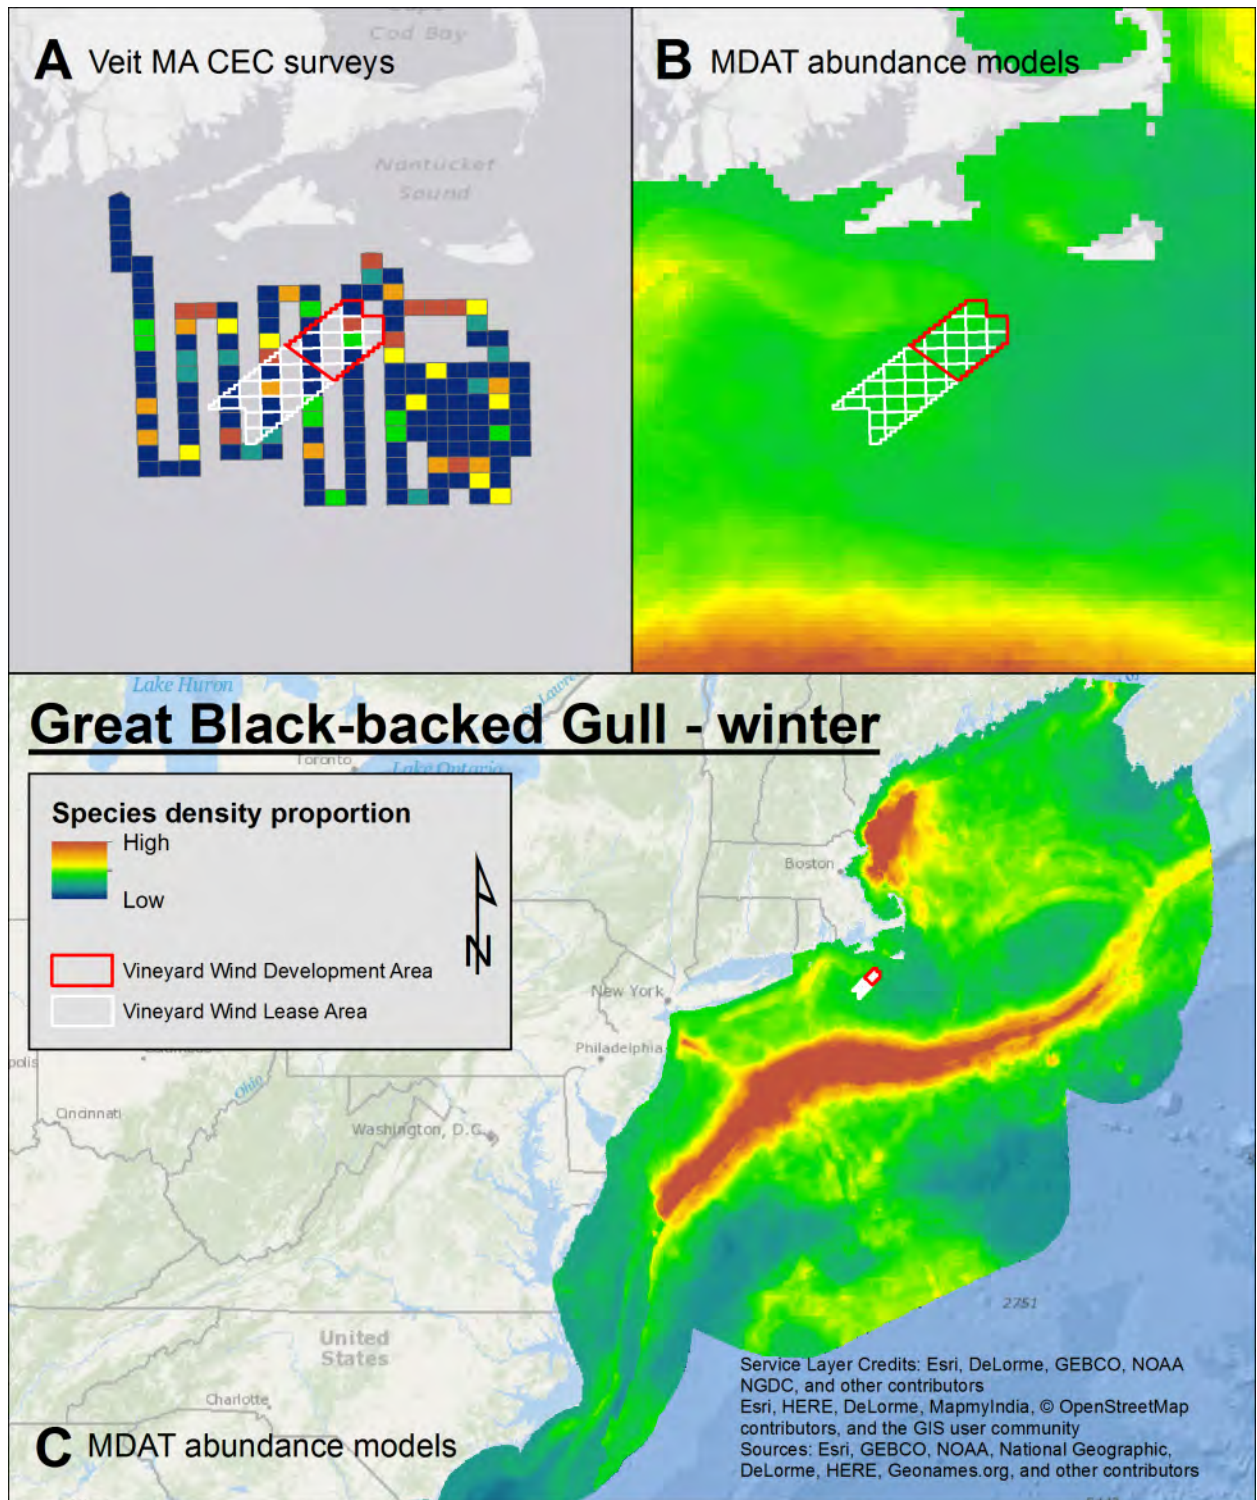 Cod Bay
A Veit MA CEC surveys
Nantucket
Sound
B MDAT abundance models
Lake Huron
Great Black-backed Gull - winter
Toronto
Lake Ontario
Species density proportion
High
Low
N
Vineyard Wind Development Area
Vineyard Wind Lease Area
Boston
New York
Philadelphia
Cincinnati
Ohio
Washington, D.C.
United
States
Charlotte
2751
Service Layer Credits: Esri, DeLorme, GEBCO, NOAA
NGDC, and other contributors
Esri, HERE, DeLorme, MapmyIndia, © OpenStreetMap
contributors, and the GIS user community
Sources: Esri, GEBCO, NOAA, National Geographic,
DeLorme, HERE, Geonames.org, and other contributors
C MDAT abundance models